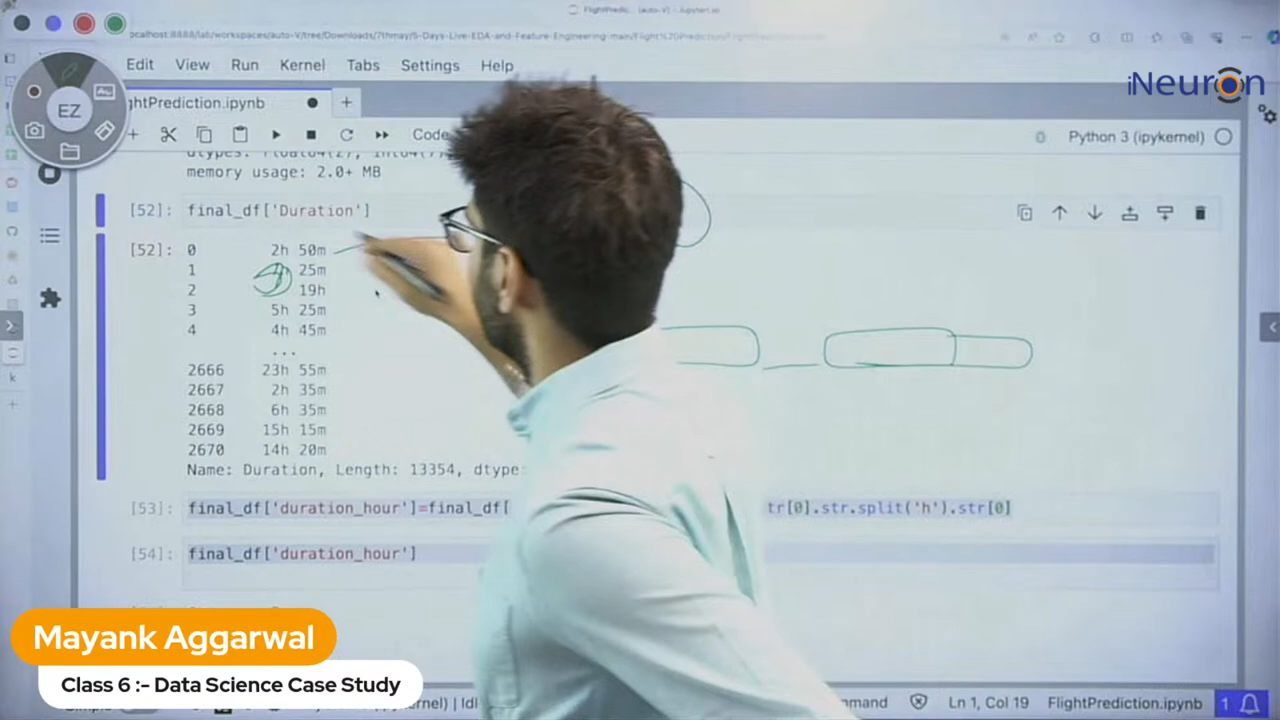 iNeuron
Edit View Run Kernel Tabs Settings Help
EZ
htPrediction.ipynb
Code
Python 3 (ipykernel)
memory usage: 2.0+ MB
[52]: final_df['Duration']
[52]: 0 2h 50m
1 25m
2 19h
3 5h 25m
4 4h 45m
...
2666 23h 55m
2667 2h 35m
2668 6h 35m
2669 15h 15m
2670 14h 20m
Name: Duration, Length: 13354, dtype:
[53]: final_df['duration_hour']=final_df[ tr[0].str.split('h').str[0]
[54]: final_df['duration_hour']
Mayank Aggarwal
Class 6 :- Data Science Case Study
Ln 1, Col 19 FlightPrediction.ipynb 1